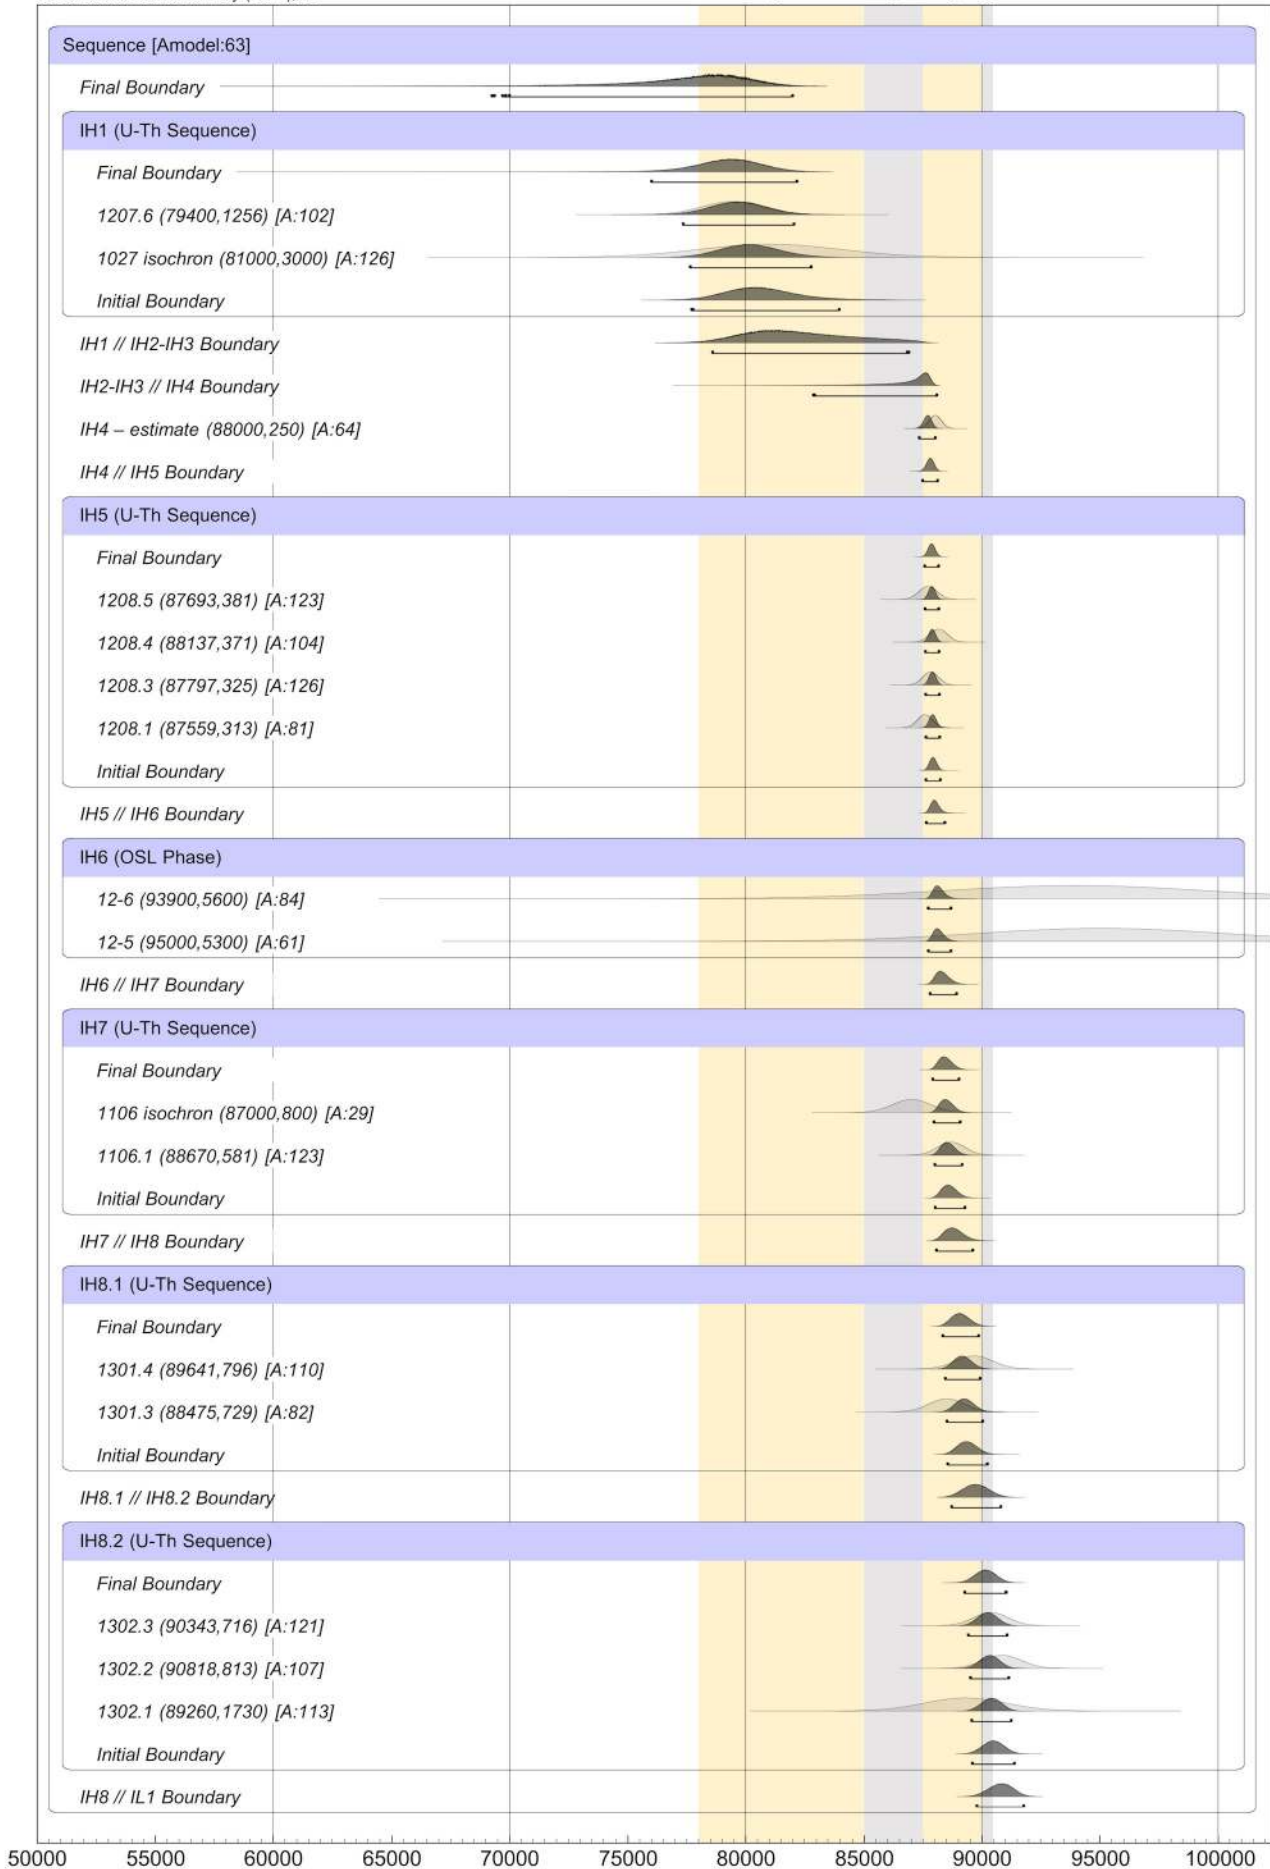 Sequence [Amodel:63]
Final Boundary
IH1 (U-Th Sequence)
Final Boundary
1207.6 (79400,1256) [A:102]
1027 isochron (81000,3000) [A:126]
Initial Boundary
IH1 // IH2-IH3 Boundary
IH2-IH3 // IH4 Boundary
IH4 – estimate (88000,250) [A:64]
IH4 // IH5 Boundary
IH5 (U-Th Sequence)
Final Boundary
1208.5 (87693,381) [A:123]
1208.4 (88137,371) [A:104]
1208.3 (87797,325) [A:126]
1208.1 (87559,313) [A:81]
Initial Boundary
IH5 // IH6 Boundary
IH6 (OSL Phase)
12-6 (93900,5600) [A:84]
12-5 (95000,5300) [A:61]
IH6 // IH7 Boundary
IH7 (U-Th Sequence)
Final Boundary
1106 isochron (87000,800) [A:29]
1106.1 (88670,581) [A:123]
Initial Boundary
IH7 // IH8 Boundary
IH8.1 (U-Th Sequence)
Final Boundary
1301.4 (89641,796) [A:110]
1301.3 (88475,729) [A:82]
Initial Boundary
IH8.1 // IH8.2 Boundary
IH8.2 (U-Th Sequence)
Final Boundary
1302.3 (90343,716) [A:121]
1302.2 (90818,813) [A:107]
1302.1 (89260,1730) [A:113]
Initial Boundary
IH8 // IL1 Boundary
50000 55000 60000 65000 70000 75000 80000 85000 90000 95000 100000